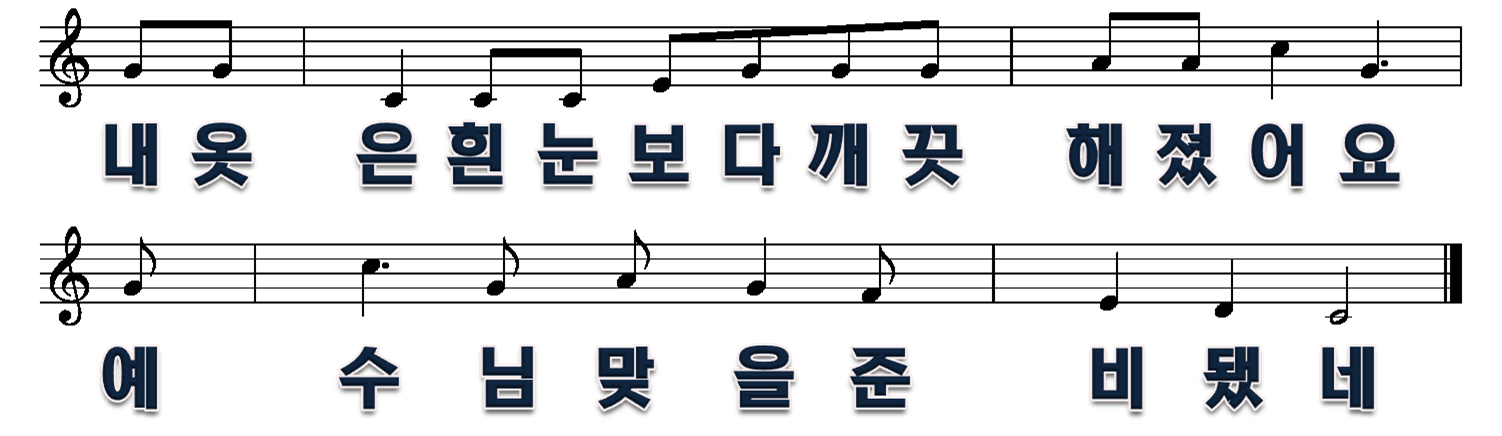 내 옷 은 흰 눈 보 다 깨 끗 해 졌 어 요
예 수 님 맞 을 준 비 됐 네